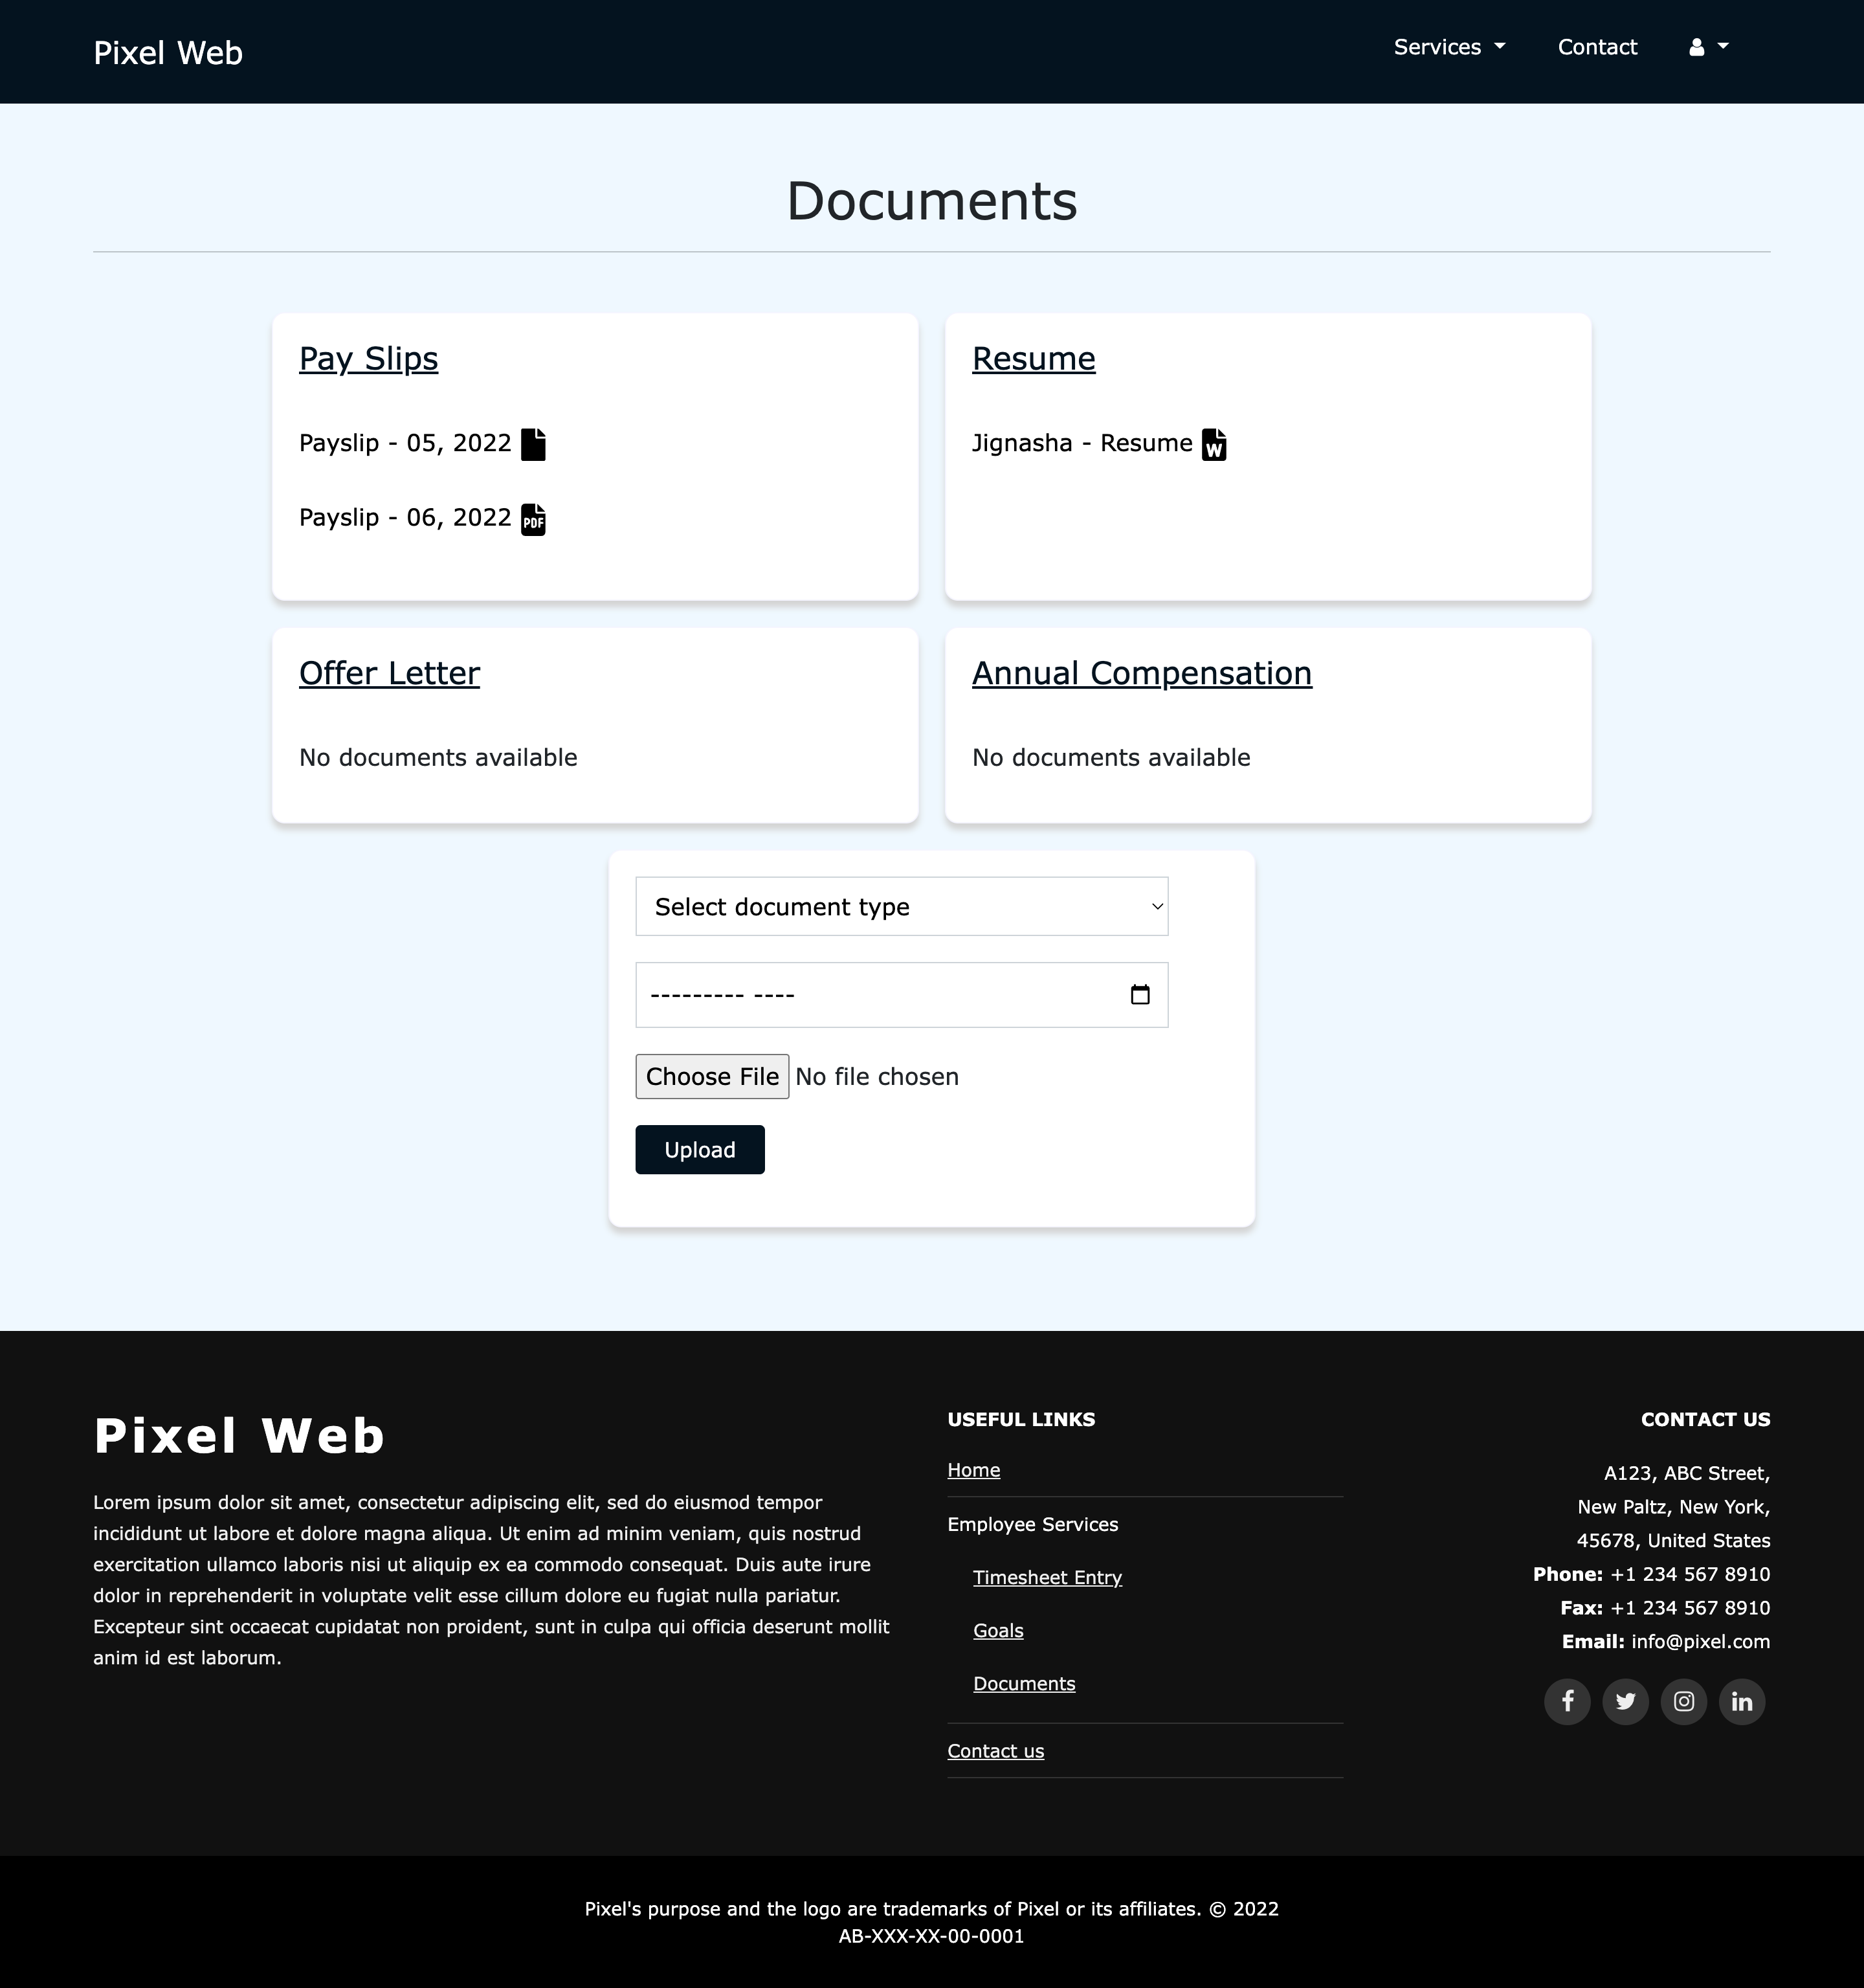 Pixel Web
Services
Contact
Documents
Pay Slips
Payslip - 05, 2022
Payslip - 06, 2022
PDF
Resume
Jignasha - Resume
W
Offer Letter
No documents available
Annual Compensation
No documents available
Select document type
--------- ----
Choose File No file chosen
Upload
Pixel Web
Lorem ipsum dolor sit amet, consectetur adipiscing elit, sed do eiusmod tempor
incididunt ut labore et dolore magna aliqua. Ut enim ad minim veniam, quis nostrud
exercitation ullamco laboris nisi ut aliquip ex ea commodo consequat. Duis aute irure
dolor in reprehenderit in voluptate velit esse cillum dolore eu fugiat nulla pariatur.
Excepteur sint occaecat cupidatat non proident, sunt in culpa qui officia deserunt mollit
anim id est laborum.
USEFUL LINKS
Home
Employee Services
Timesheet Entry
Goals
Documents
Contact us
CONTACT US
A123, ABC Street,
New Paltz, New York,
45678, United States
Phone: +1 234 567 8910
Fax: +1 234 567 8910
Email: info@pixel.com
Pixel's purpose and the logo are trademarks of Pixel or its affiliates. © 2022
AB-XXX-XX-00-0001